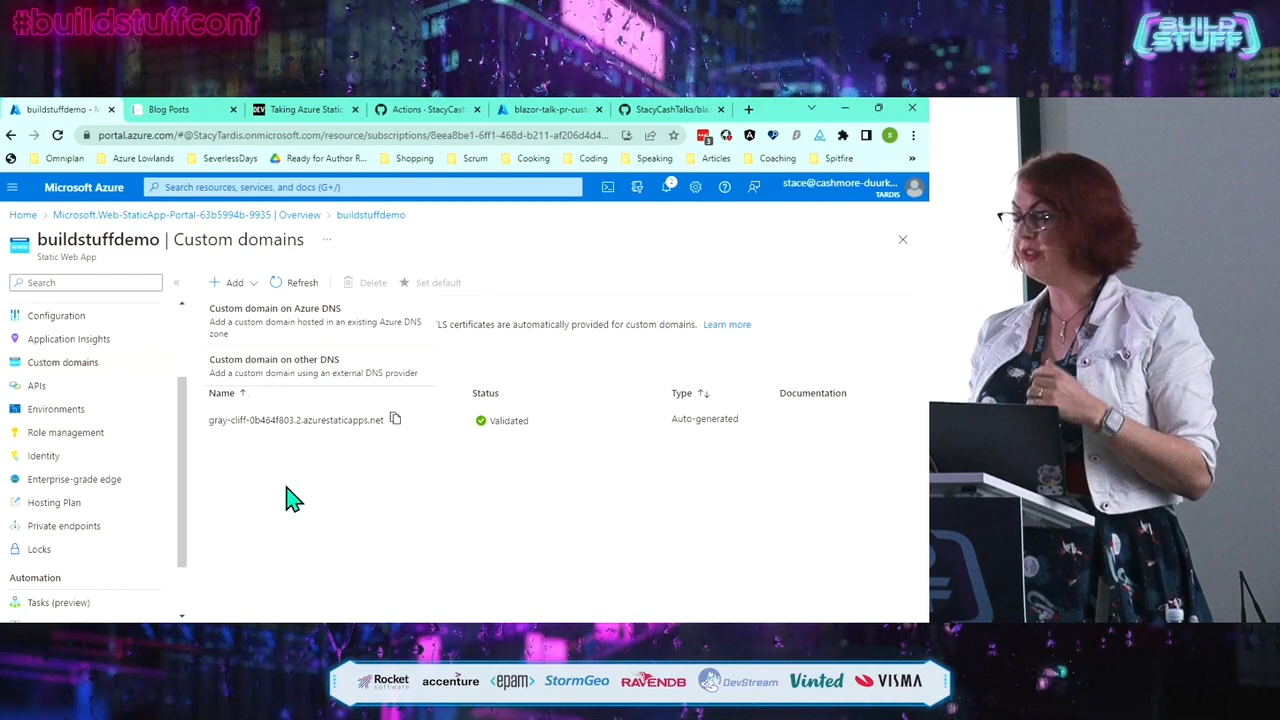 #buildstuffconf
BUILD
STUFF
buildstuffdemo - M
Blog Posts
DEV
Taking Azure Static
Actions · StacyCash
blazor-talk-pr-cust
StacyCashTalks/blaz
portal.azure.com/#@StacyTardis.onmicrosoft.com/resource/subscriptions/8eea8be1-6ff1-468d-b211-af206d4d4...
3
S
Omniplan
Azure Lowlands
SeverlessDays
Ready for Author R...
Shopping
Scrum
Cooking
Coding
Speaking
Articles
Coaching
Spitfire
»
Microsoft Azure
Search resources, services, and docs (G+/)
2
stace@cashmore-duurk...
TARDIS
Home > Microsoft.Web-StaticApp-Portal-63b5994b-9935 | Overview > buildstuffdemo
www
buildstuffdemo | Custom domains ...
Static Web App
Search
«
Add
Refresh
Delete
Set default
Custom domain on Azure DNS
Add a custom domain hosted in an existing Azure DNS
zone
Custom domain on other DNS
Add a custom domain using an external DNS provider
LS certificates are automatically provided for custom domains. Learn more
Name
Status
Type
Documentation
gray-cliff-0b464f803.2.azurestaticapps.net
Validated
Auto-generated
Configuration
Application Insights
Custom domains
APIs
Environments
Role management
Identity
Enterprise-grade edge
Hosting Plan
Private endpoints
Locks
Automation
Tasks (preview)
Rocket
software
accenture
<epam>
StormGeo
RAVENDB
DevStream
Vinted
VISMA